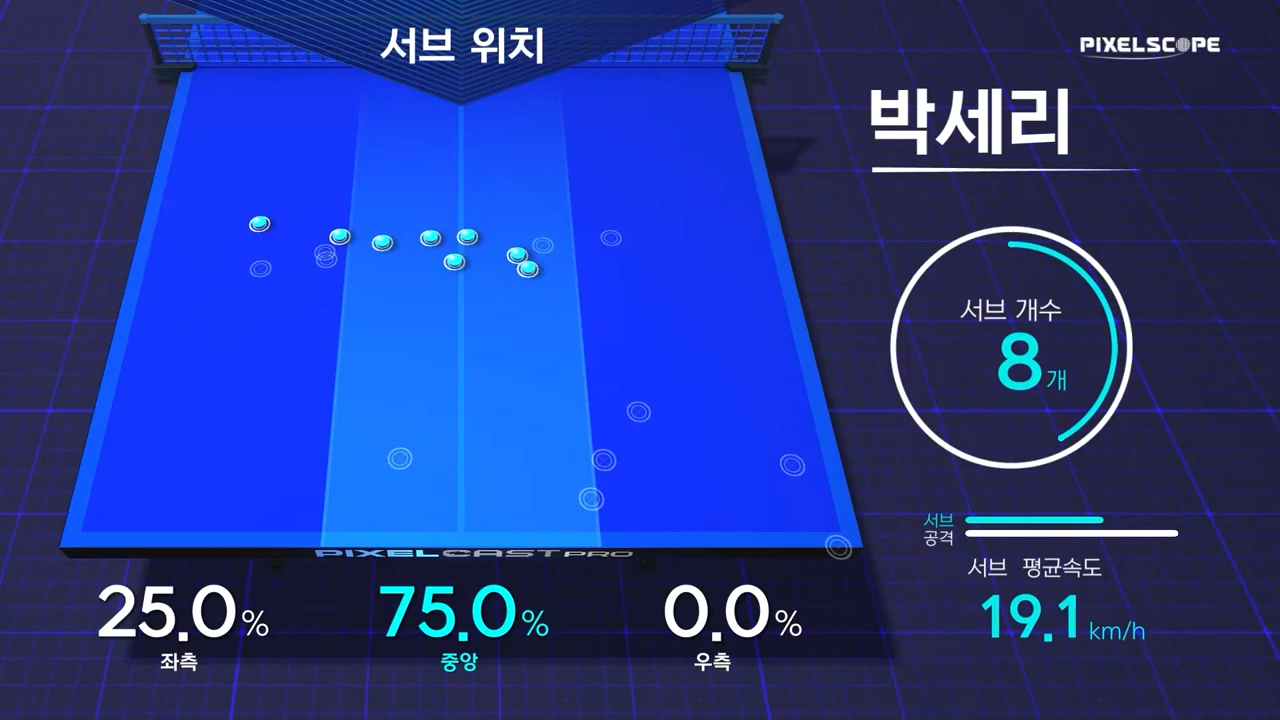 서브 위치
PIXELSCOPE
박세리
서브 개수
8개
서브
공격
서브 평균속도
19.1 km/h
PIXELCAST PRO
25.0%
좌측
75.0%
중앙
0.0%
우측